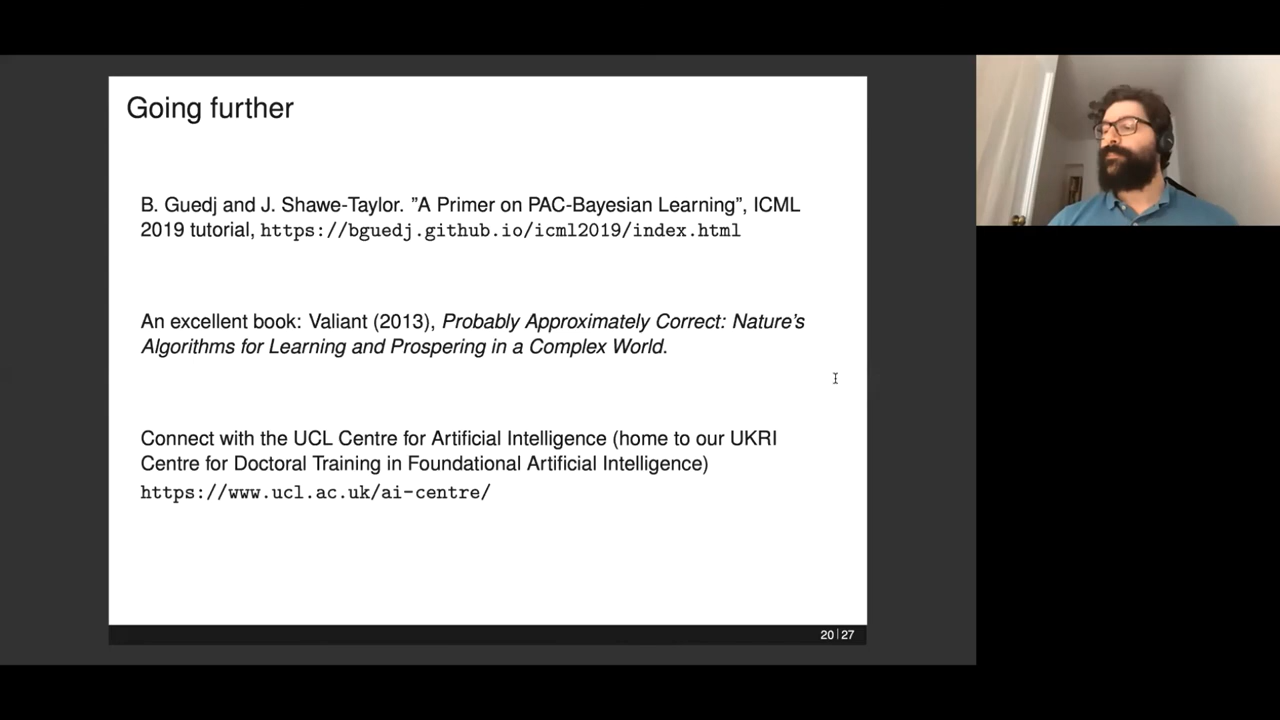 Going further
B. Guedj and J. Shawe-Taylor. ”A Primer on PAC-Bayesian Learning”, ICML
2019 tutorial, https://bguedj.github.io/icml2019/index.html
An excellent book: Valiant (2013), Probably Approximately Correct: Nature’s
Algorithms for Learning and Prospering in a Complex World.
Connect with the UCL Centre for Artificial Intelligence (home to our UKRI
Centre for Doctoral Training in Foundational Artificial Intelligence)
https://www.ucl.ac.uk/ai-centre/
20|27